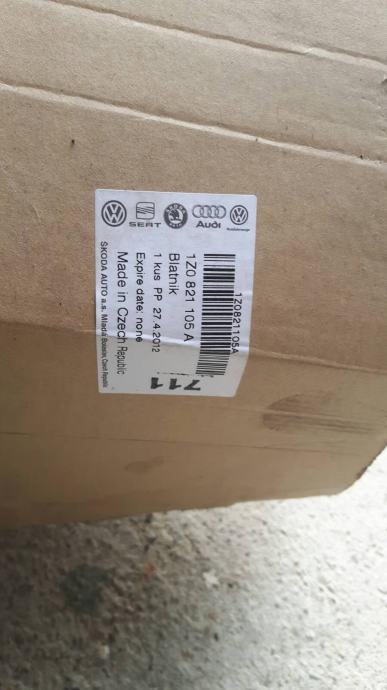 SEAT
Audi
1Z0821105A
1Z0 821 105 A
Blatnik
1 kus PP 27.4.2012
Expire date: none
Made in Czech Republic
ŠKODA AUTO a.s. Mladá Boleslav, Czech Republic
711